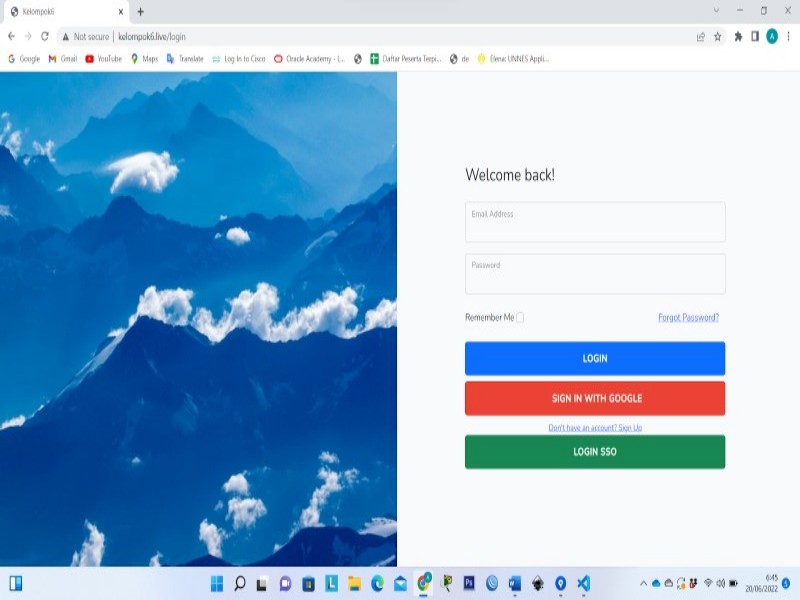 Kelompok6
Not secure | kelompok6.live/login
A
Google
Gmail
YouTube
Maps
Translate
Log In to Cisco
Oracle Academy - (...
Daftar Peserta Terpi...
de
Elena: UNNES Appli...
Welcome back!
Email Address
Password
Remember Me
Forgot Password?
LOGIN
SIGN IN WITH GOOGLE
Don't have an account? Sign Up
LOGIN SSO
L
Ps
6:45
20/06/2022